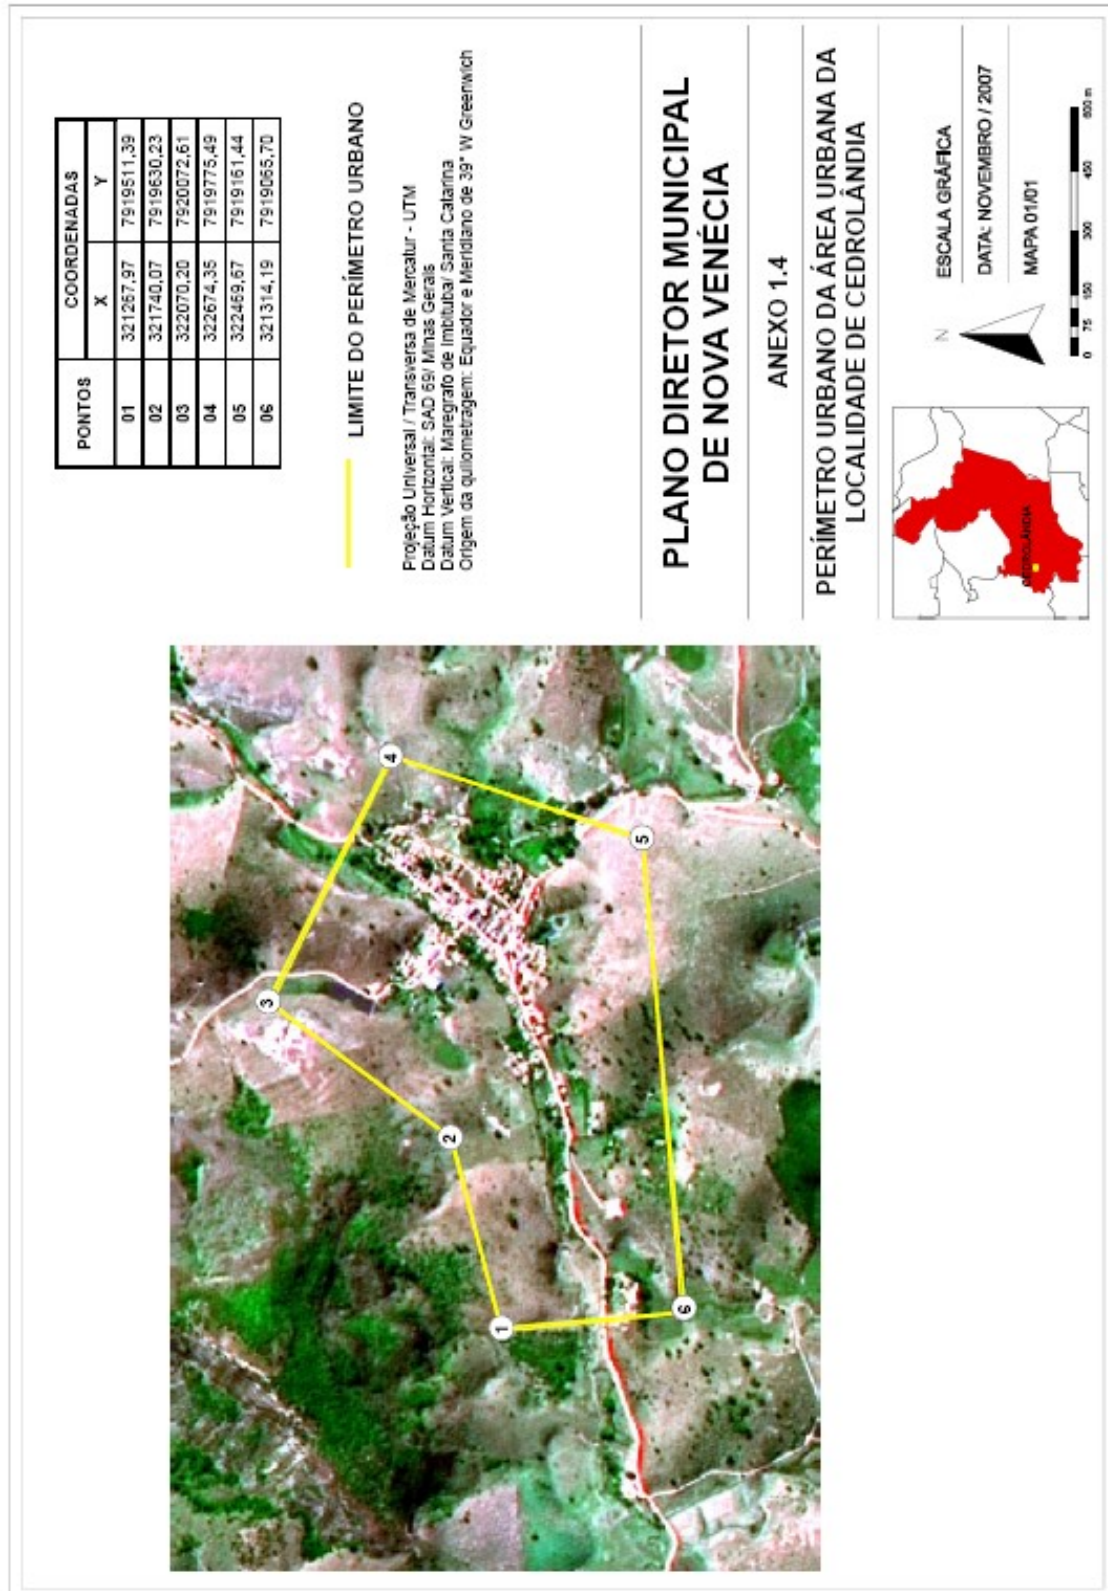 PONTOS COORDENADAS
X Y
01 321267,97 7919511,39
02 321740,07 7919630,23
03 322070,20 7920072,61
04 322674,35 7919775,49
05 322469,67 7919161,44
06 321314,19 7919065,70
LIMITE DO PERÍMETRO URBANO
Projeção Universal / Transversa de Mercatur - UTM
Datum Horizontal: SAD 69/ Minas Gerais
Datum Vertical: Maregrafo de Imbituba/ Santa Catarina
Origem da quilometragem: Equador e Meridiano de 39° W Greenwich
PLANO DIRETOR MUNICIPAL
DE NOVA VENÉCIA
ANEXO 1.4
PERÍMETRO URBANO DA ÁREA URBANA DA
LOCALIDADE DE CEDROLÂNDIA
CEDROLÂNDIA
N
ESCALA GRÁFICA
DATA: NOVEMBRO / 2007
MAPA 01/01
0 75 150 300 450 600 m
1
2
3
4
5
6